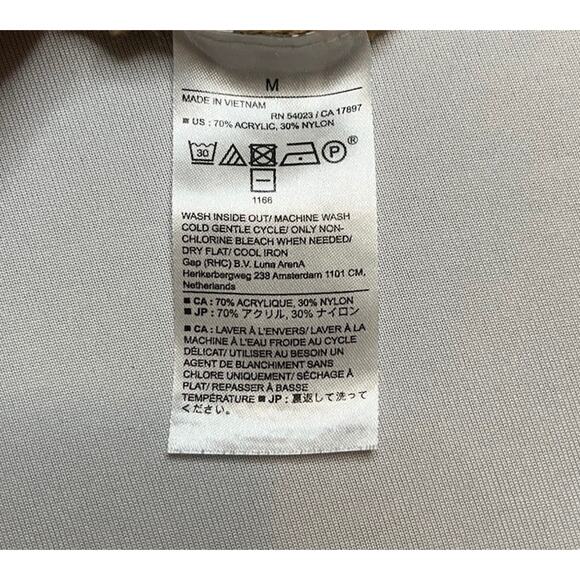 M
MADE IN VIETNAM
RN 54023 / CA 17897
■ US : 70% ACRYLIC, 30% NYLON
30 P ®
1166
WASH INSIDE OUT/ MACHINE WASH
COLD GENTLE CYCLE/ ONLY NON-
CHLORINE BLEACH WHEN NEEDED/
DRY FLAT/ COOL IRON
Gap (RHC) B.V. Luna ArenA
Herikerbergweg 238 Amsterdam 1101 CM,
Netherlands
■ CA : 70% ACRYLIQUE, 30% NYLON
■ JP : 70% アクリル, 30% ナイロン
■ CA : LAVER À L'ENVERS/ LAVER À LA
MACHINE À L'EAU FROIDE AU CYCLE
DÉLICAT/ UTILISER AU BESOIN UN
AGENT DE BLANCHIMENT SANS
CHLORE UNIQUEMENT/ SÉCHAGE À
PLAT/ REPASSER À BASSE
TEMPÉRATURE ■ JP : 裏返して洗って
ください。